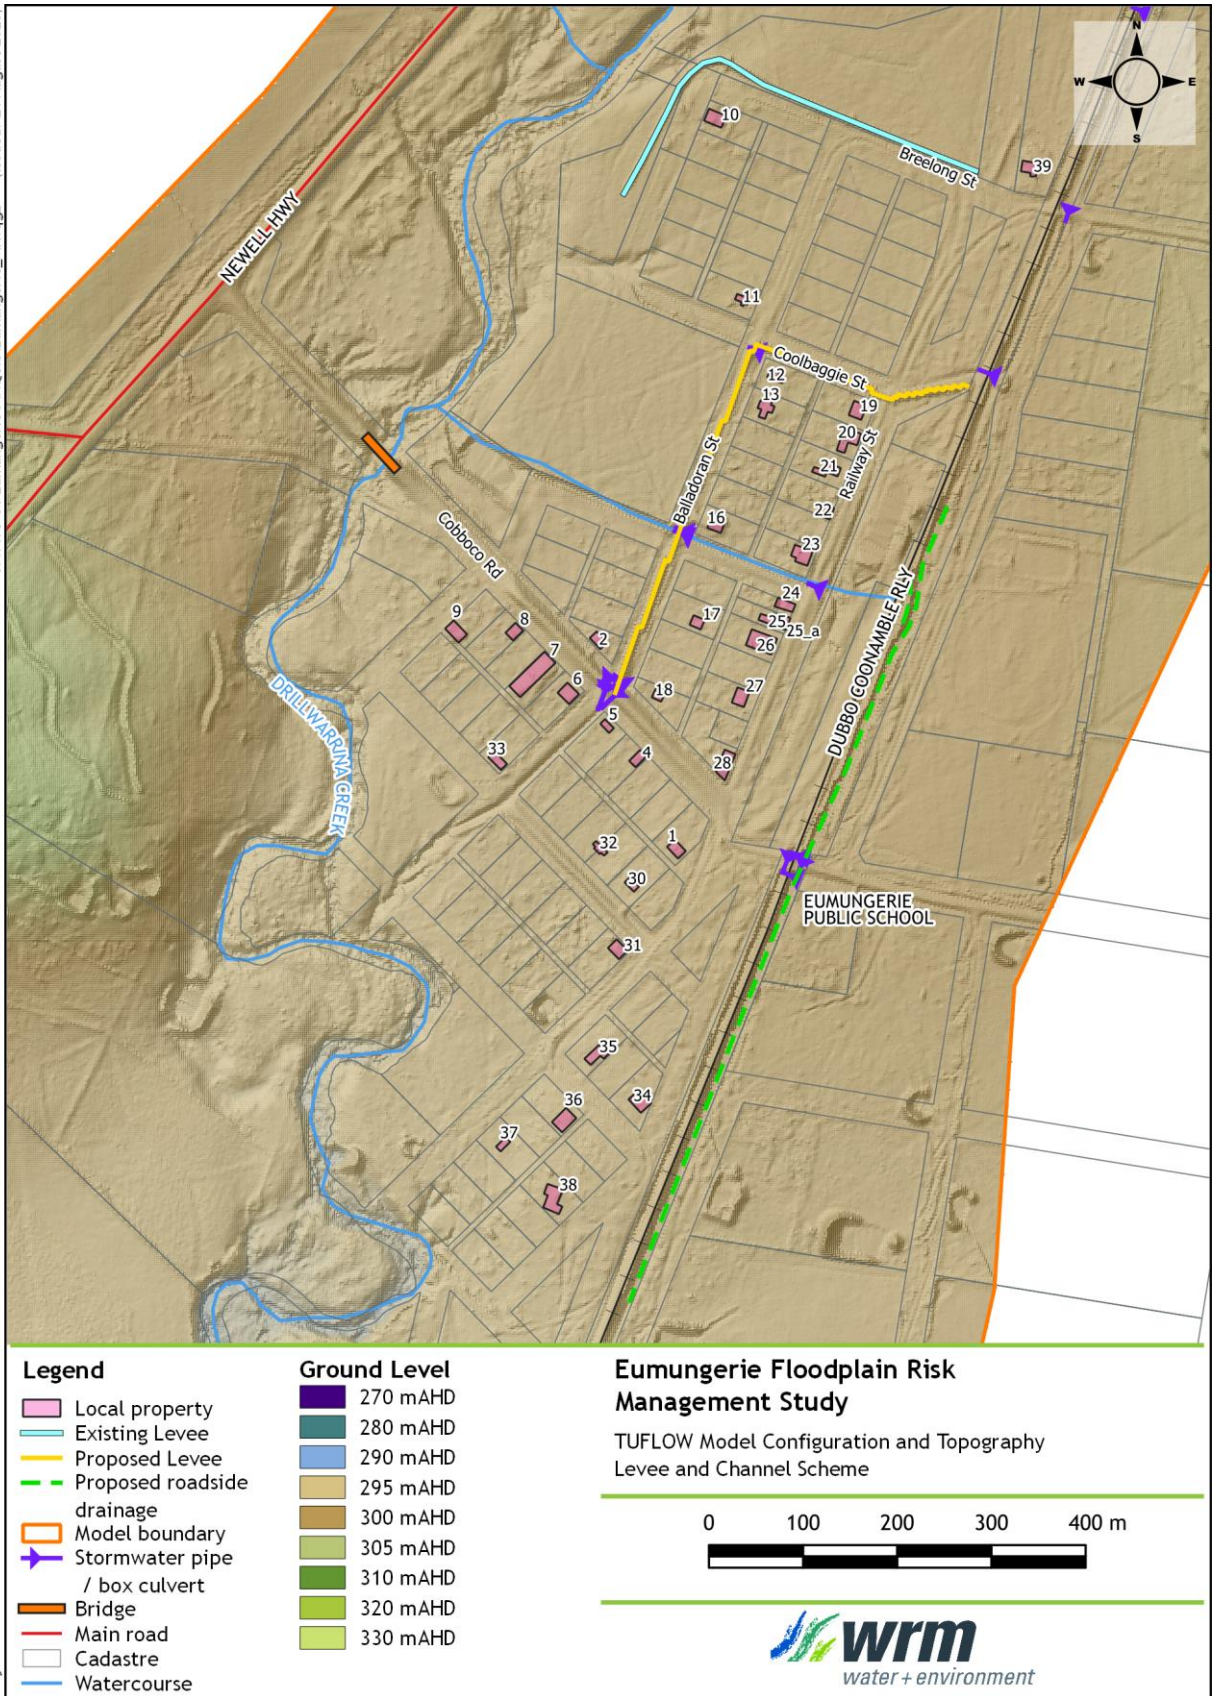 N
W
E
S
10
39
Breelong St
NEWELL HWY
11
Coolbaggie St
12
13
19
20
Railway St
21
Balladoran St
22
16
23
Cobboco Rd
24
25
25_a
17
26
9
8
2
7
6
18
27
5
DUBBO COONAMBLE RLY
DRILLWARRINA CREEK
33
4
28
32
1
30
EUMUNGERIE
PUBLIC SCHOOL
31
35
34
36
37
38
Legend
Local property
Existing Levee
Proposed Levee
Proposed roadside
drainage
Model boundary
Stormwater pipe
/ box culvert
Bridge
Main road
Cadastre
Watercourse
Ground Level
270 mAHD
280 mAHD
290 mAHD
295 mAHD
300 mAHD
305 mAHD
310 mAHD
320 mAHD
330 mAHD
Eumungerie Floodplain Risk
Management Study
TUFLOW Model Configuration and Topography
Levee and Channel Scheme
0 100 200 300 400 m
wrm
water + environment